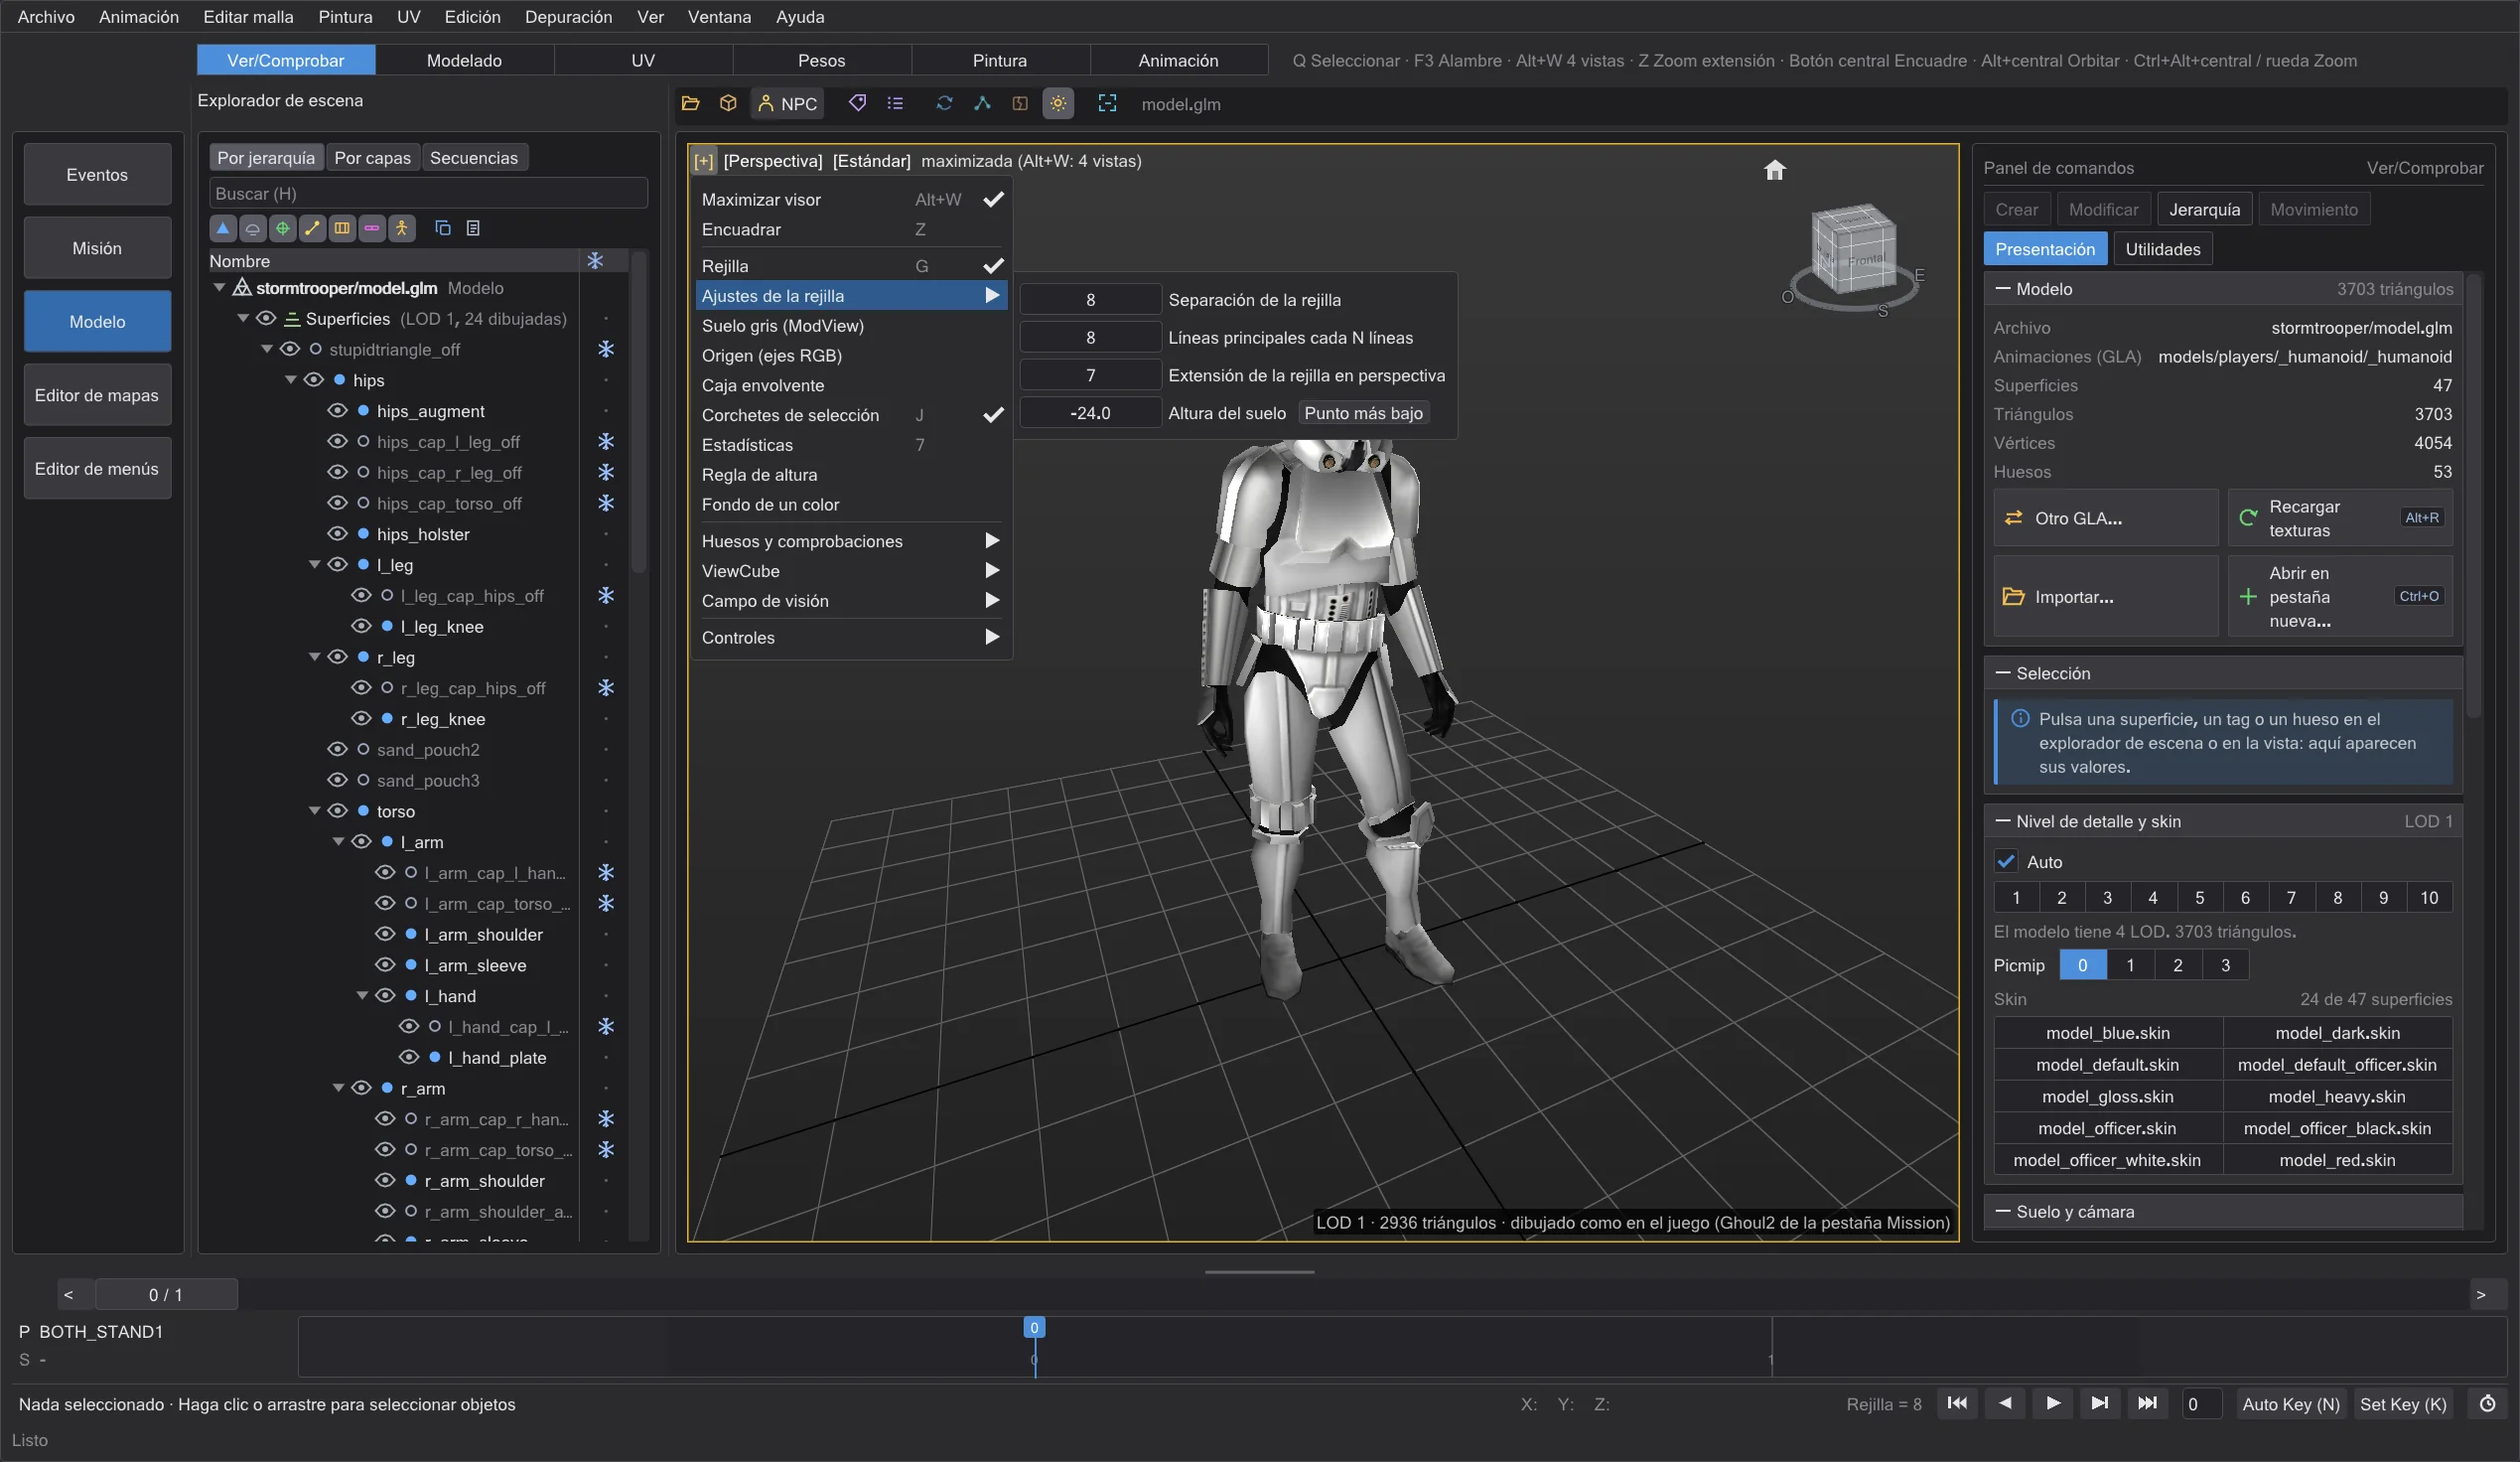 Archivo Animación Editar malla Pintura UV Edición Depuración Ver Ventana Ayuda
Ver/Comprobar Modelado UV Pesos Pintura Animación Q Seleccionar · F3 Alambre · Alt+W 4 vistas · Z Zoom extensión · Botón central Encuadre · Alt+central Orbitar · Ctrl+Alt+central / rueda Zoom
Explorador de escena
NPC model.glm
Eventos
Misión
Modelo
Editor de mapas
Editor de menús
Por jerarquía Por capas Secuencias
Buscar (H)
Nombre
stormtrooper/model.glm Modelo
Superficies (LOD 1, 24 dibujadas)
stupidtriangle_off
hips
hips_augment
hips_cap_l_leg_off
hips_cap_r_leg_off
hips_cap_torso_off
hips_holster
l_leg
l_leg_cap_hips_off
l_leg_knee
r_leg
r_leg_cap_hips_off
r_leg_knee
sand_pouch2
sand_pouch3
torso
l_arm
l_arm_cap_l_han...
l_arm_cap_torso_...
l_arm_shoulder
l_arm_sleeve
l_hand
l_hand_cap_l_...
l_hand_plate
r_arm
r_arm_cap_r_han...
r_arm_cap_torso_...
r_arm_shoulder
r_arm_shoulder_a...
[+] [Perspectiva] [Estándar] maximizada (Alt+W: 4 vistas)
Maximizar visor Alt+W
Encuadrar Z
Rejilla G
Ajustes de la rejilla
Suelo gris (ModView)
Origen (ejes RGB)
Caja envolvente
Corchetes de selección J
Estadísticas 7
Regla de altura
Fondo de un color
Huesos y comprobaciones
ViewCube
Campo de visión
Controles
8 Separación de la rejilla
8 Líneas principales cada N líneas
7 Extensión de la rejilla en perspectiva
-24.0 Altura del suelo Punto más bajo
Frontal
E
O
S
LOD 1 · 2936 triángulos · dibujado como en el juego (Ghoul2 de la pestaña Mission)
Panel de comandos Ver/Comprobar
Crear Modificar Jerarquía Movimiento
Presentación Utilidades
Modelo 3703 triángulos
Archivo stormtrooper/model.glm
Animaciones (GLA) models/players/_humanoid/_humanoid
Superficies 47
Triángulos 3703
Vértices 4054
Huesos 53
Otro GLA...
Recargar texturas Alt+R
Importar...
Abrir en pestaña nueva... Ctrl+O
Selección
Pulsa una superficie, un tag o un hueso en el
explorador de escena o en la vista: aquí aparecen
sus valores.
Nivel de detalle y skin LOD 1
Auto
1 2 3 4 5 6 7 8 9 10
El modelo tiene 4 LOD. 3703 triángulos.
Picmip 0 1 2 3
Skin 24 de 47 superficies
model_blue.skin model_dark.skin
model_default.skin model_default_officer.skin
model_gloss.skin model_heavy.skin
model_officer.skin model_officer_black.skin
model_officer_white.skin model_red.skin
Suelo y cámara
< 0 / 1 >
P BOTH_STAND1
S -
0
0 1
Nada seleccionado · Haga clic o arrastre para seleccionar objetos X: Y: Z: Rejilla = 8 0 Auto Key (N) Set Key (K)
Listo